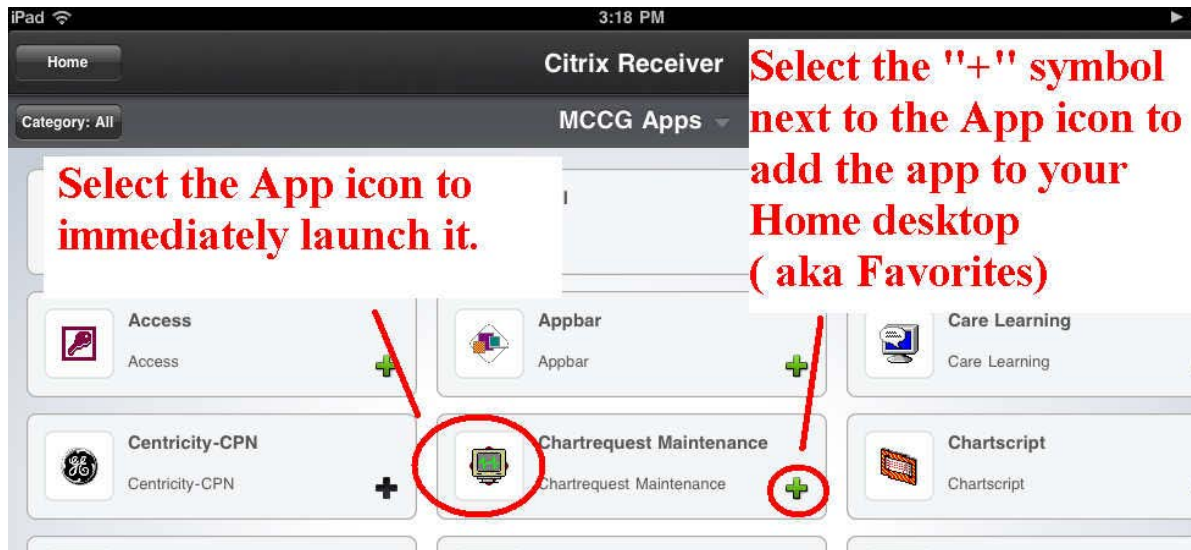 iPad 3:18 PM
Home Citrix Receiver
Category: All MCCG Apps
Select the "+" symbol
next to the App icon to
add the app to your
Home desktop
( aka Favorites)
Select the App icon to
immediately launch it.
Access
Access
Appbar
Appbar
Care Learning
Care Learning
Centricity-CPN
Centricity-CPN
Chartrequest Maintenance
Chartrequest Maintenance
Chartscript
Chartscript